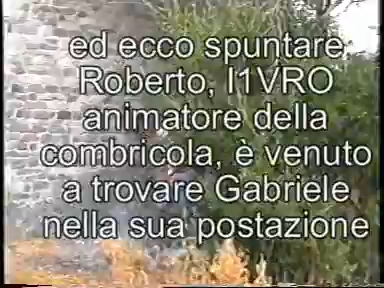 ed ecco spuntare
Roberto, I1VRO
animatore della
combricola, è venuto
a trovare Gabriele
nella sua postazione